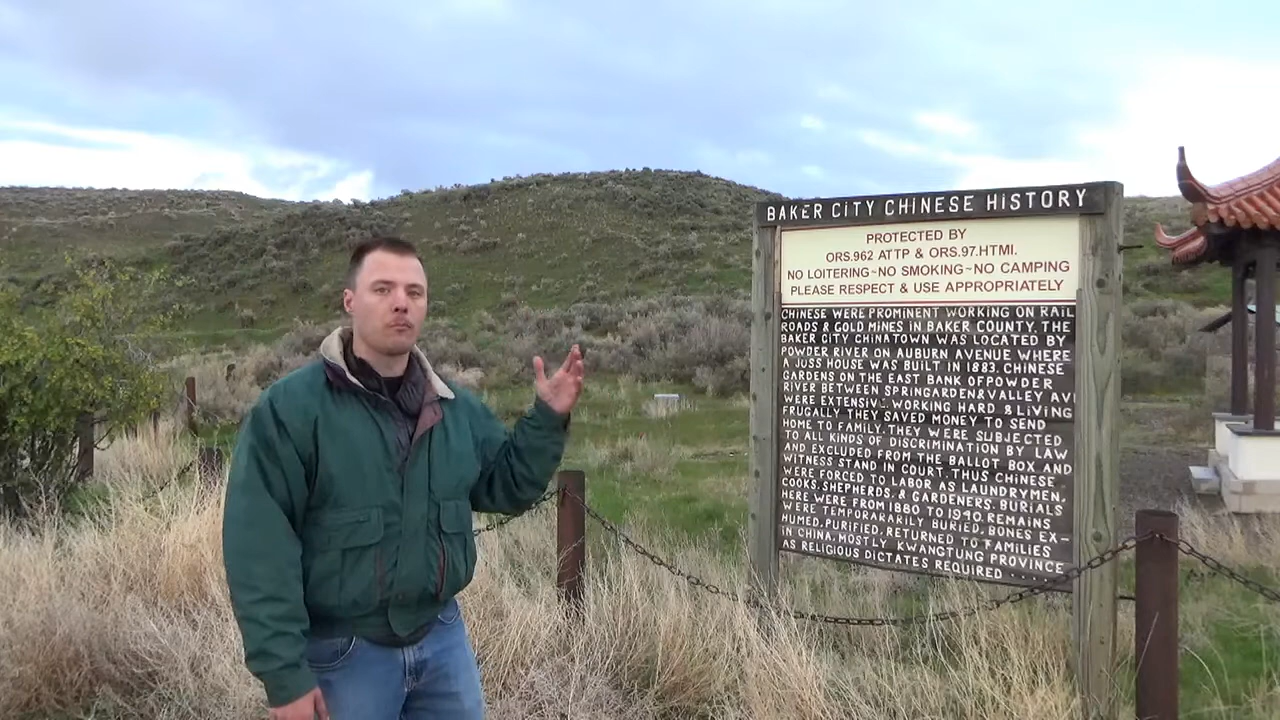 BAKER CITY CHINESE HISTORY
PROTECTED BY
ORS.962 ATTP & ORS.97.HTMI.
NO LOITERING~NO SMOKING~NO CAMPING
PLEASE RESPECT & USE APPROPRIATELY
CHINESE WERE PROMINENT WORKING ON RAIL
ROADS & GOLD MINES IN BAKER COUNTY. THE
BAKER CITY CHINATOWN WAS LOCATED BY
POWDER RIVER ON AUBURN AVENUE WHERE
A JUSS HOUSE WAS BUILT IN 1883. CHINESE
GARDENS ON THE EAST BANK OF POWDER
RIVER BETWEEN SPRINGARDEN&VALLEY AVE
WERE EXTENSIV. WORKING HARD & LIVING
FRUGALLY THEY SAVED MONEY TO SEND
HOME TO FAMILY. THEY WERE SUBJECTED
TO ALL KINDS OF DISCRIMINATION BY LAW
AND EXCLUDED FROM THE BALLOT BOX AND
WITNESS STAND IN COURT. THUS CHINESE
WERE FORCED TO LABOR AS LAUNDRYMEN,
COOKS, SHEPHERDS, & GARDENERS. BURIALS
HERE WERE FROM 1880 TO 1940. REMAINS
WERE TEMPORARARILY BURIED, BONES EX-
HUMED, PURIFIED, RETURNED TO FAMILIES
IN CHINA, MOSTLY KWANGTUNG PROVINCE
AS RELIGIOUS DICTATES REQUIRED ....